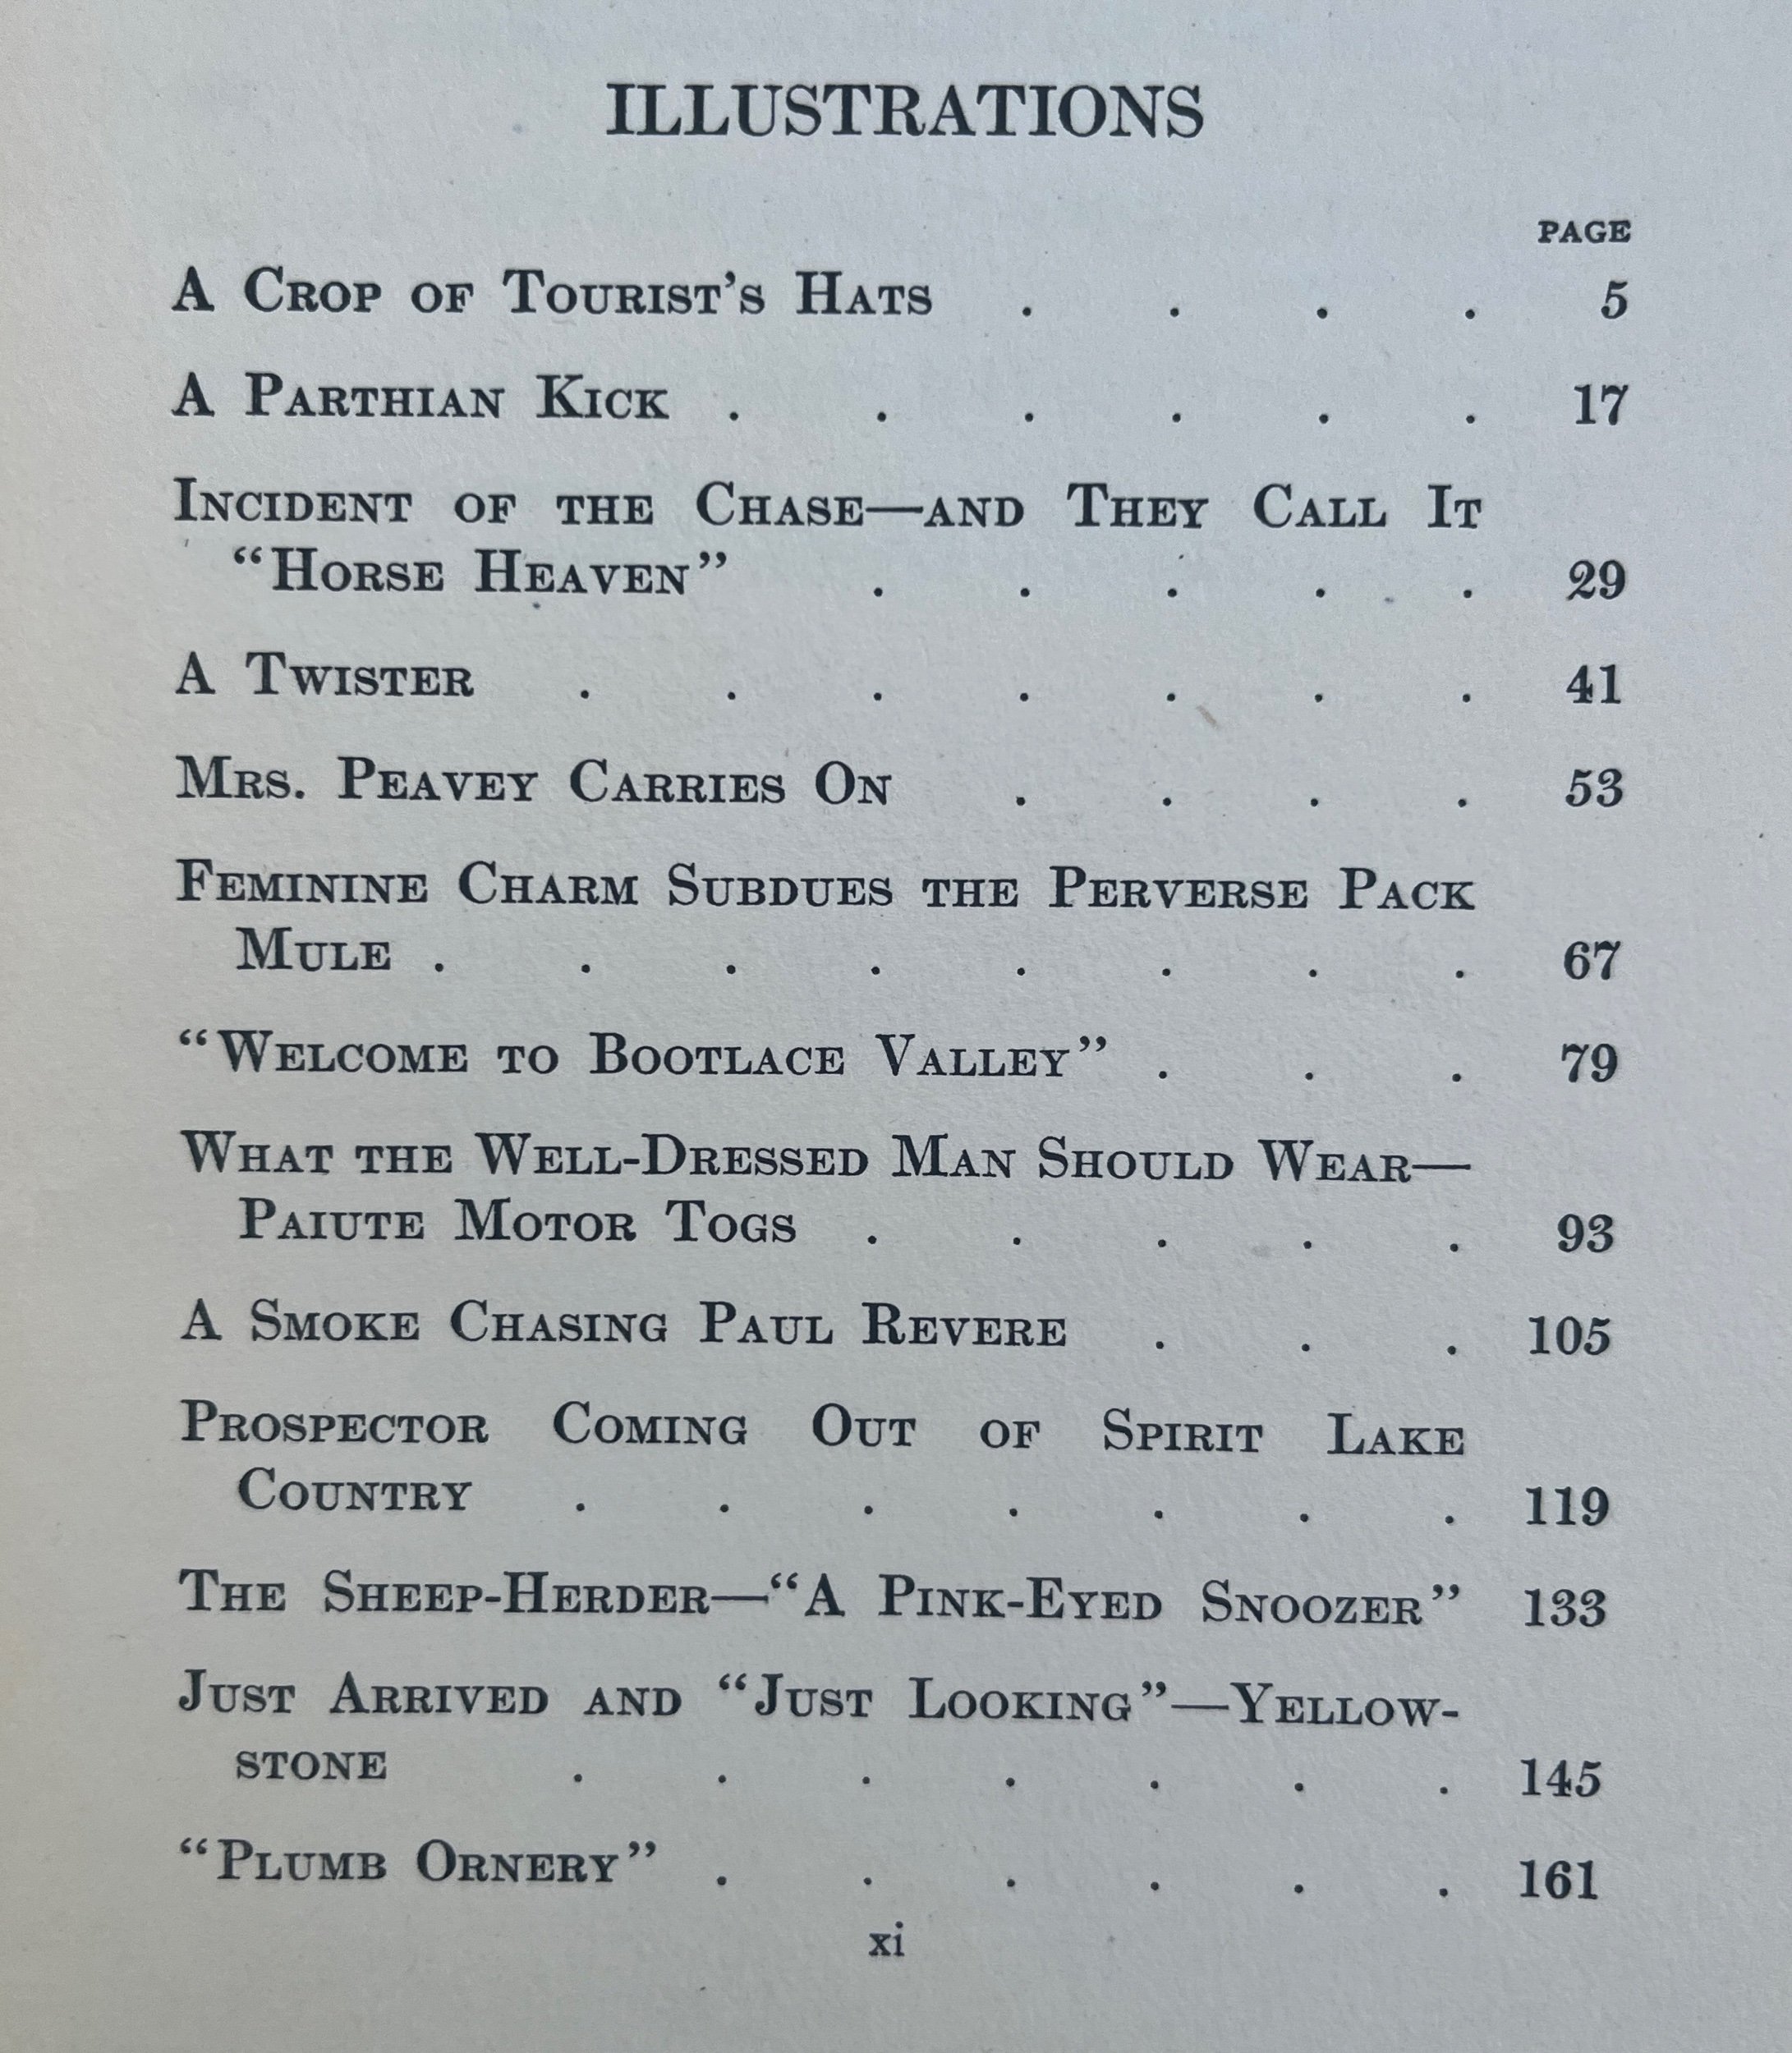 ILLUSTRATIONS
PAGE
A Crop of Tourist's Hats . . . . 5
A Parthian Kick . . . . . . 17
Incident of the Chase—and They Call It
"Horse Heaven" . . . . . 29
A Twister . . . . . . . 41
Mrs. Peavey Carries On . . . . 53
Feminine Charm Subdues the Perverse Pack
Mule . . . . . . . . 67
"Welcome to Bootlace Valley" . . . 79
What the Well-Dressed Man Should Wear—
Paiute Motor Togs . . . . . 93
A Smoke Chasing Paul Revere . . . 105
Prospector Coming Out of Spirit Lake
Country . . . . . . . 119
The Sheep-Herder—"A Pink-Eyed Snoozer" 133
Just Arrived and "Just Looking"—Yellow-
stone . . . . . . . 145
"Plumb Ornery" . . . . . . 161
xi